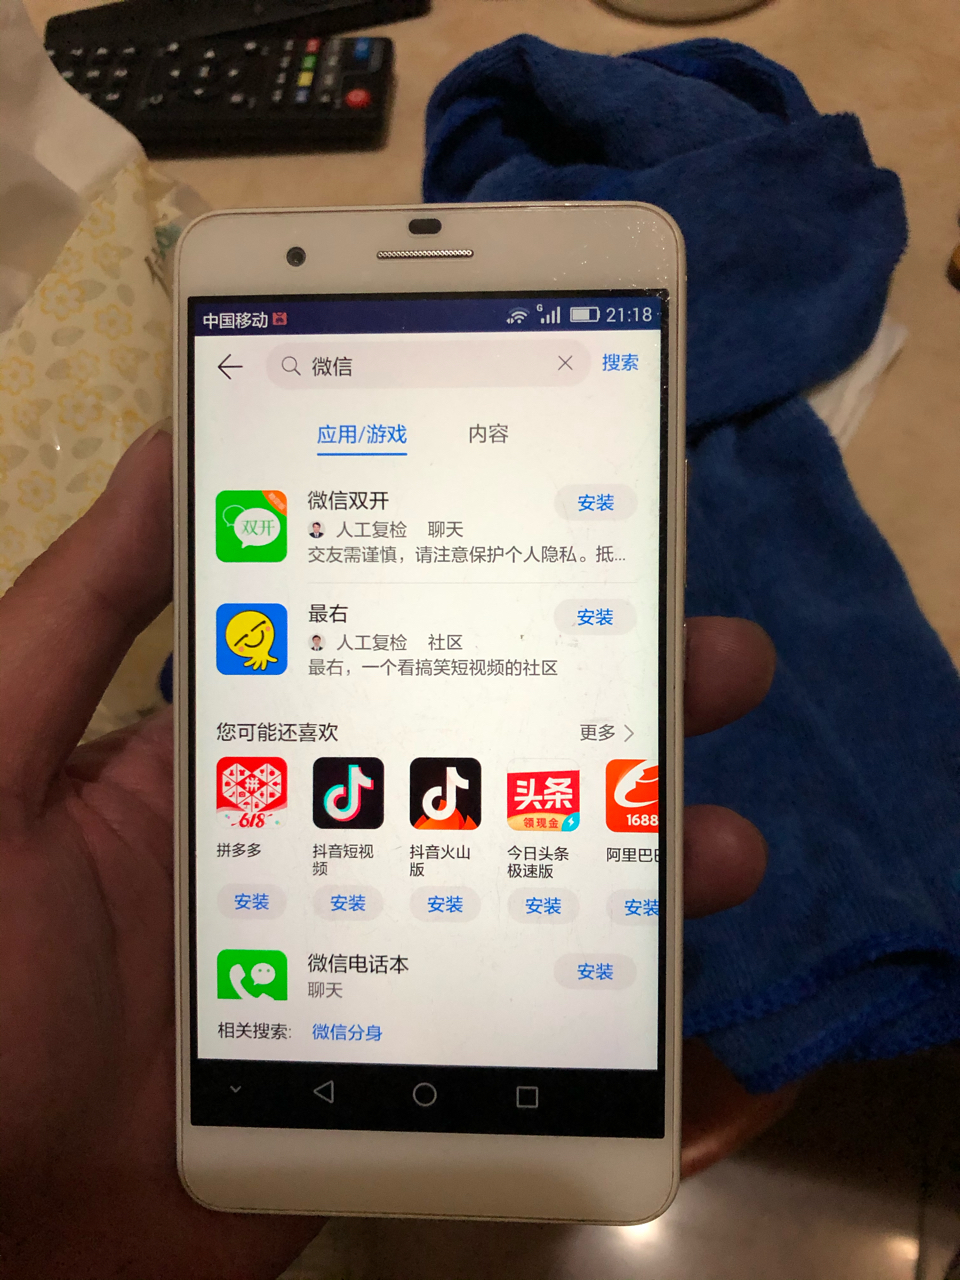 中国移动
G
21:18
微信
搜索
应用/游戏
内容
双开
微信双开
安装
人工复检 聊天
交友需谨慎，请注意保护个人隐私。抵...
最右
安装
人工复检 社区
最右，一个看搞笑短视频的社区
您可能还喜欢
更多
拼
618
头条
领现金
1688
拼多多
抖音短视
频
抖音火山
版
今日头条
极速版
阿里巴巴
安装
安装
安装
安装
安装
微信电话本
安装
聊天
相关搜索:
微信分身